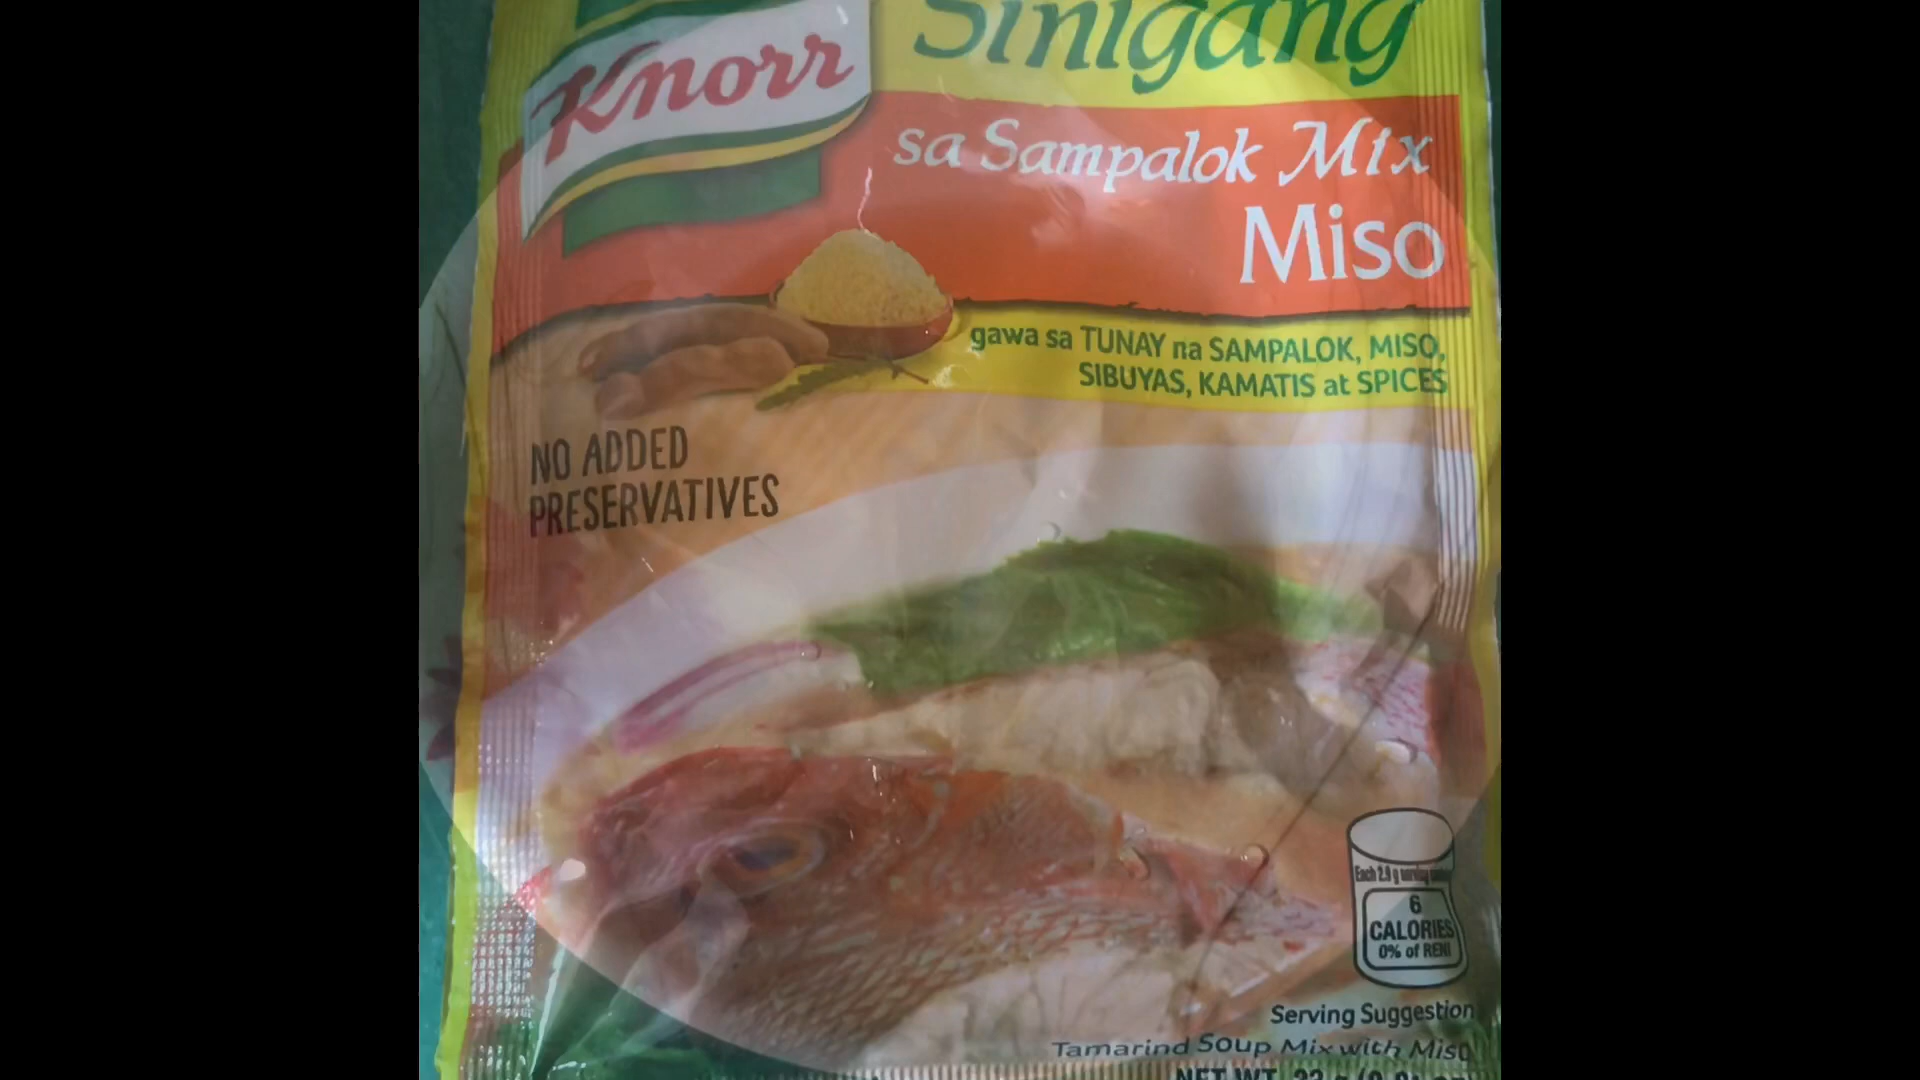 Knorr
Sinigang
sa Sampalok Mix
Miso
gawa sa TUNAY na SAMPALOK, MISO,
SIBUYAS, KAMATIS at SPICES
NO ADDED
PRESERVATIVES
Each 2.9 g serving
6
CALORIES
0% of RENI
Serving Suggestion
Tamarind Soup Mix with Miso
NET WT.